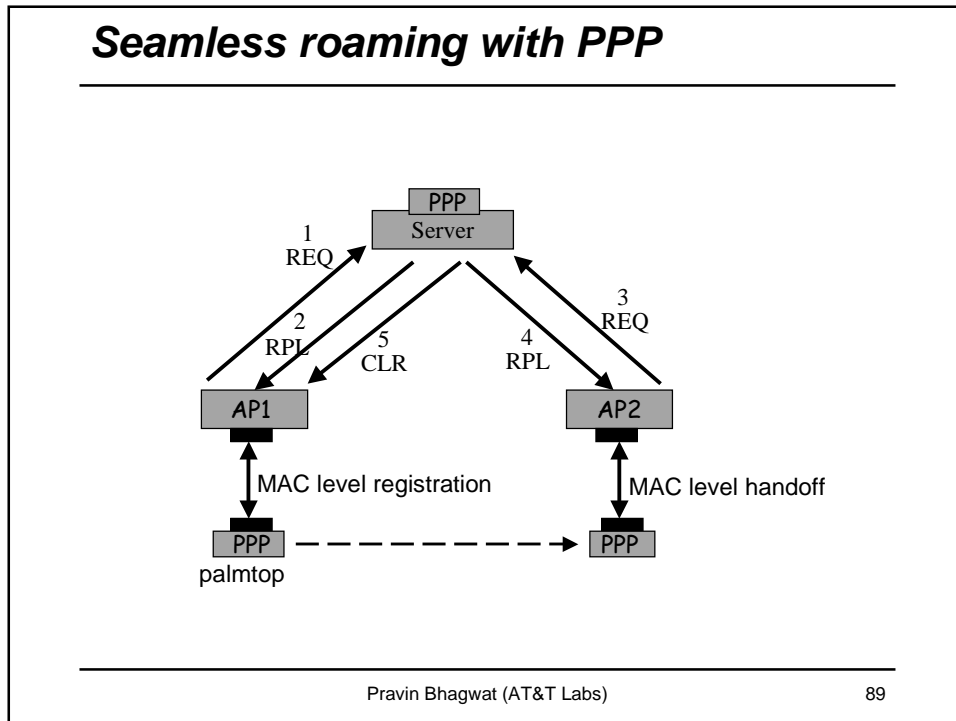 Seamless roaming with PPP
PPP
Server
1
REQ
2
RPL
5
CLR
4
RPL
3
REQ
AP1
AP2
MAC level registration
MAC level handoff
PPP
PPP
palmtop
Pravin Bhagwat (AT&T Labs)
89